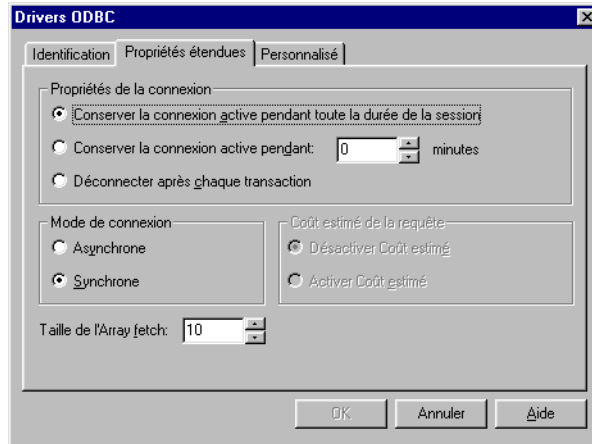 Drivers ODBC
Identification Propriétés étendues Personnalisé
Propriétés de la connexion
Conserver la connexion active pendant toute la durée de la session
Conserver la connexion active pendant: 0 minutes
Déconnecter après chaque transaction
Mode de connexion Coût estimé de la requête
Asynchrone Désactiver Coût estimé
Synchrone Activer Coût estimé
Taille de l'Array fetch: 10
OK Annuler Aide